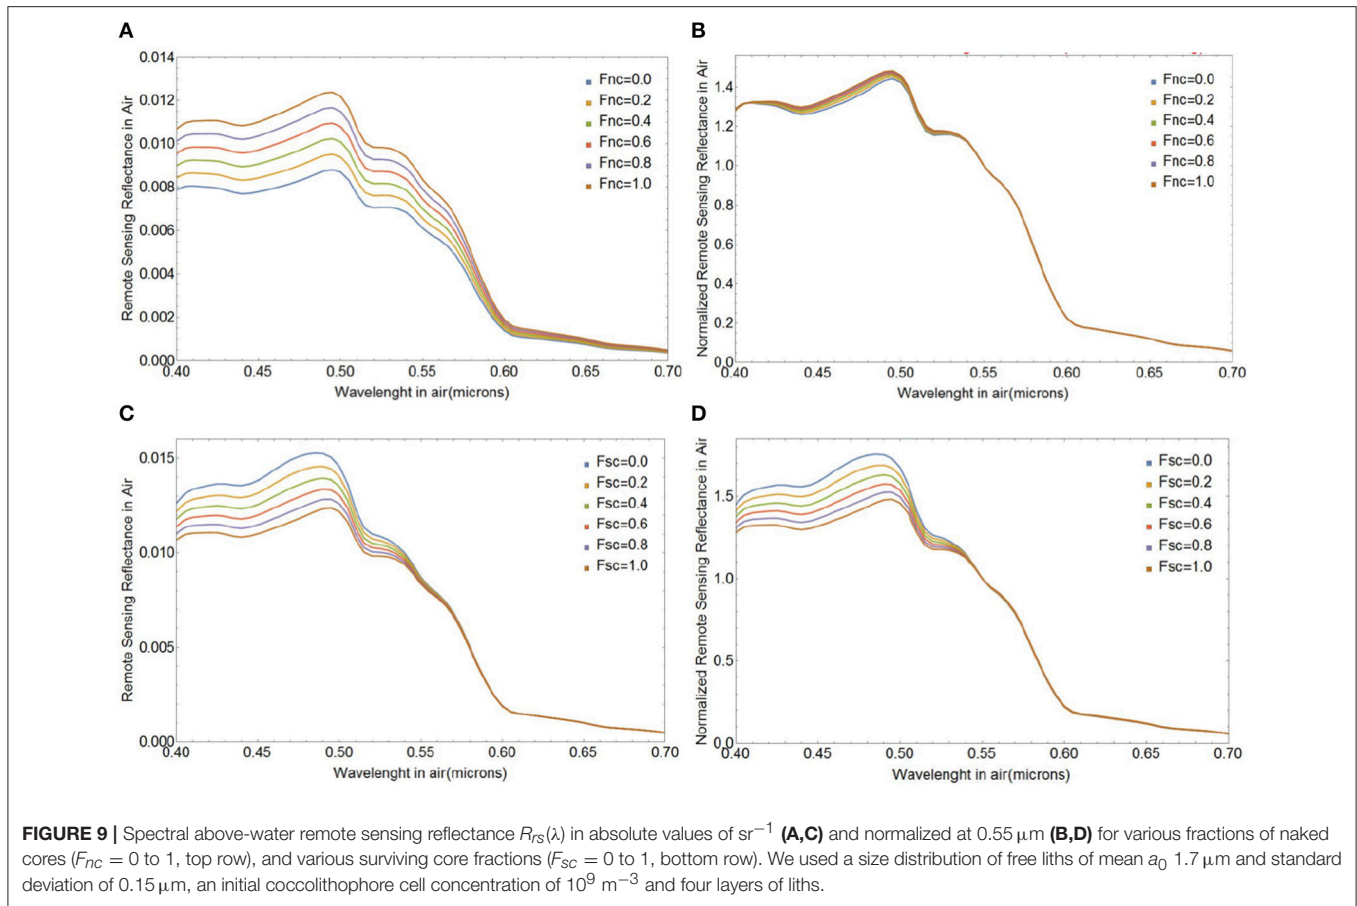 A
Remote Sensing Reflectance in Air
0.014
0.012
0.010
0.008
0.006
0.004
0.002
0.000
Fnc=0.0
Fnc=0.2
Fnc=0.4
Fnc=0.6
Fnc=0.8
Fnc=1.0
0.40 0.45 0.50 0.55 0.60 0.65 0.70
Wavelenght in air(microns)
B
Normalized Remote Sensing Reflectance in Air
1.4
1.2
1.0
0.8
0.6
0.4
0.2
0.0
Fnc=0.0
Fnc=0.2
Fnc=0.4
Fnc=0.6
Fnc=0.8
Fnc=1.0
0.40 0.45 0.50 0.55 0.60 0.65 0.70
Wavelenght in air(microns)
C
Remote Sensing Reflectance in Air
0.015
0.010
0.005
0.000
Fsc=0.0
Fsc=0.2
Fsc=0.4
Fsc=0.6
Fsc=0.8
Fsc=1.0
0.40 0.45 0.50 0.55 0.60 0.65 0.70
Wavelenght in air(microns)
D
Normalized Remote Sensing Reflectance in Air
1.5
1.0
0.5
0.0
Fsc=0.0
Fsc=0.2
Fsc=0.4
Fsc=0.6
Fsc=0.8
Fsc=1.0
0.40 0.45 0.50 0.55 0.60 0.65 0.70
Wavelenght in air(microns)
FIGURE 9 | Spectral above-water remote sensing reflectance Rrs(λ) in absolute values of sr⁻¹ (A,C) and normalized at 0.55 μm (B,D) for various fractions of naked
cores (Fnc = 0 to 1, top row), and various surviving core fractions (Fsc = 0 to 1, bottom row). We used a size distribution of free liths of mean a₀ 1.7 μm and standard
deviation of 0.15 μm, an initial coccolithophore cell concentration of 10⁹ m⁻³ and four layers of liths.